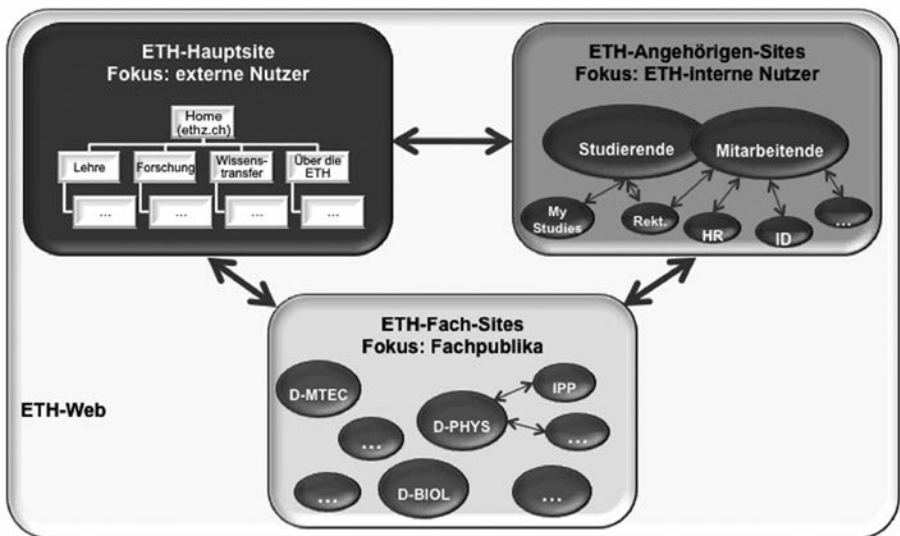 ETH-Hauptsite
Fokus: externe Nutzer
Home
(ethz.ch)
Lehre
Forschung
Wissens-
transfer
Über die
ETH
...
...
...
...
ETH-Angehörigen-Sites
Fokus: ETH-interne Nutzer
Studierende
Mitarbeitende
My
Studies
Rekt.
HR
ID
...
ETH-Fach-Sites
Fokus: Fachpublika
D-MTEC
IPP
D-PHYS
...
...
D-BIOL
...
...
ETH-Web